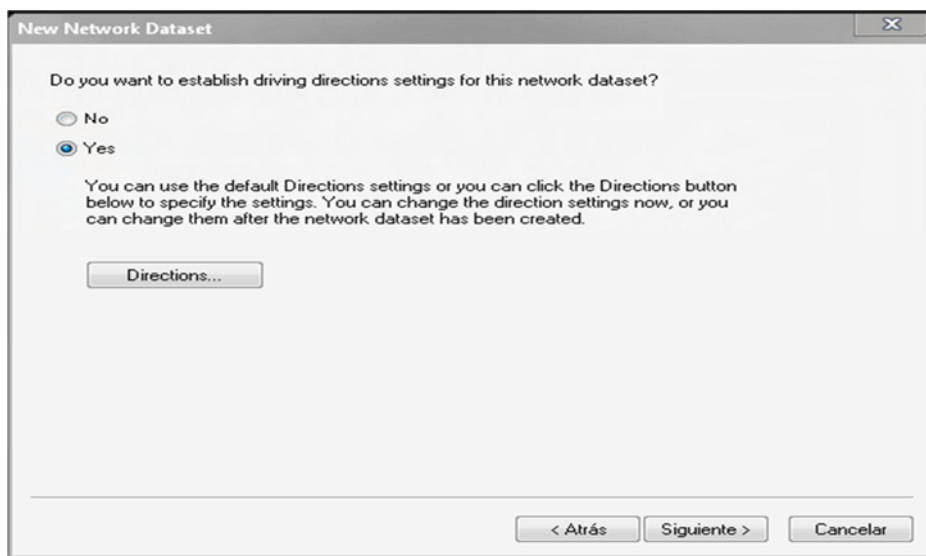 New Network Dataset
Do you want to establish driving directions settings for this network dataset?
No
Yes
You can use the default Directions settings or you can click the Directions button
below to specify the settings. You can change the direction settings now, or you
can change them after the network dataset has been created.
Directions...
< Atrás
Siguiente >
Cancelar